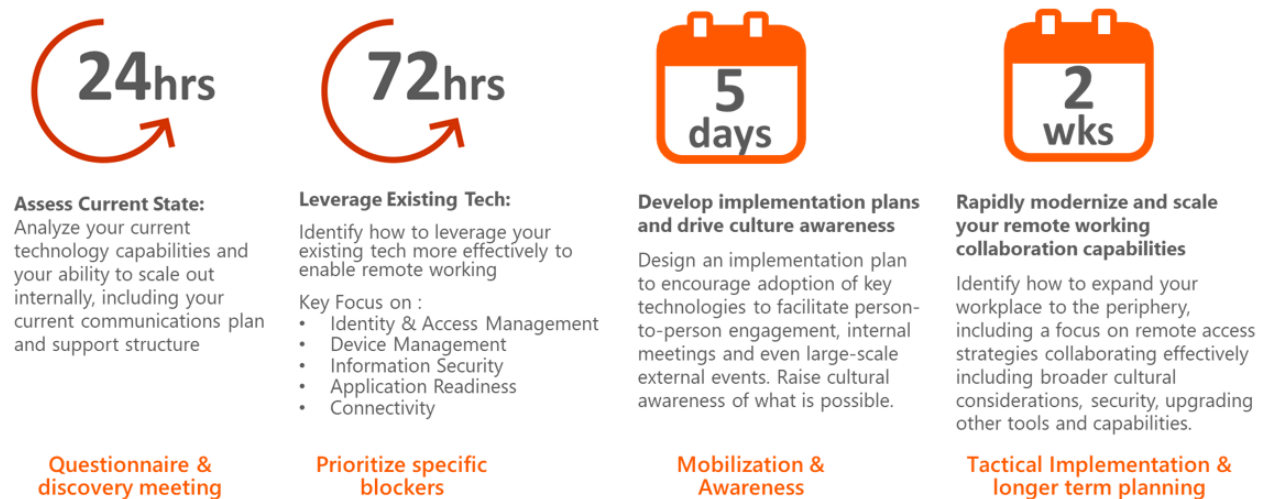 24hrs
Assess Current State:
Analyze your current
technology capabilities and
your ability to scale out
internally, including your
current communications plan
and support structure
Questionnaire &
discovery meeting
72hrs
Leverage Existing Tech:
Identify how to leverage your
existing tech more effectively to
enable remote working
Key Focus on :
• Identity & Access Management
• Device Management
• Information Security
• Application Readiness
• Connectivity
Prioritize specific
blockers
5
days
Develop implementation plans
and drive culture awareness
Design an implementation plan
to encourage adoption of key
technologies to facilitate person-
to-person engagement, internal
meetings and even large-scale
external events. Raise cultural
awareness of what is possible.
Mobilization &
Awareness
2
wks
Rapidly modernize and scale
your remote working
collaboration capabilities
Identify how to expand your
workplace to the periphery,
including a focus on remote access
strategies collaborating effectively
including broader cultural
considerations, security, upgrading
other tools and capabilities.
Tactical Implementation &
longer term planning